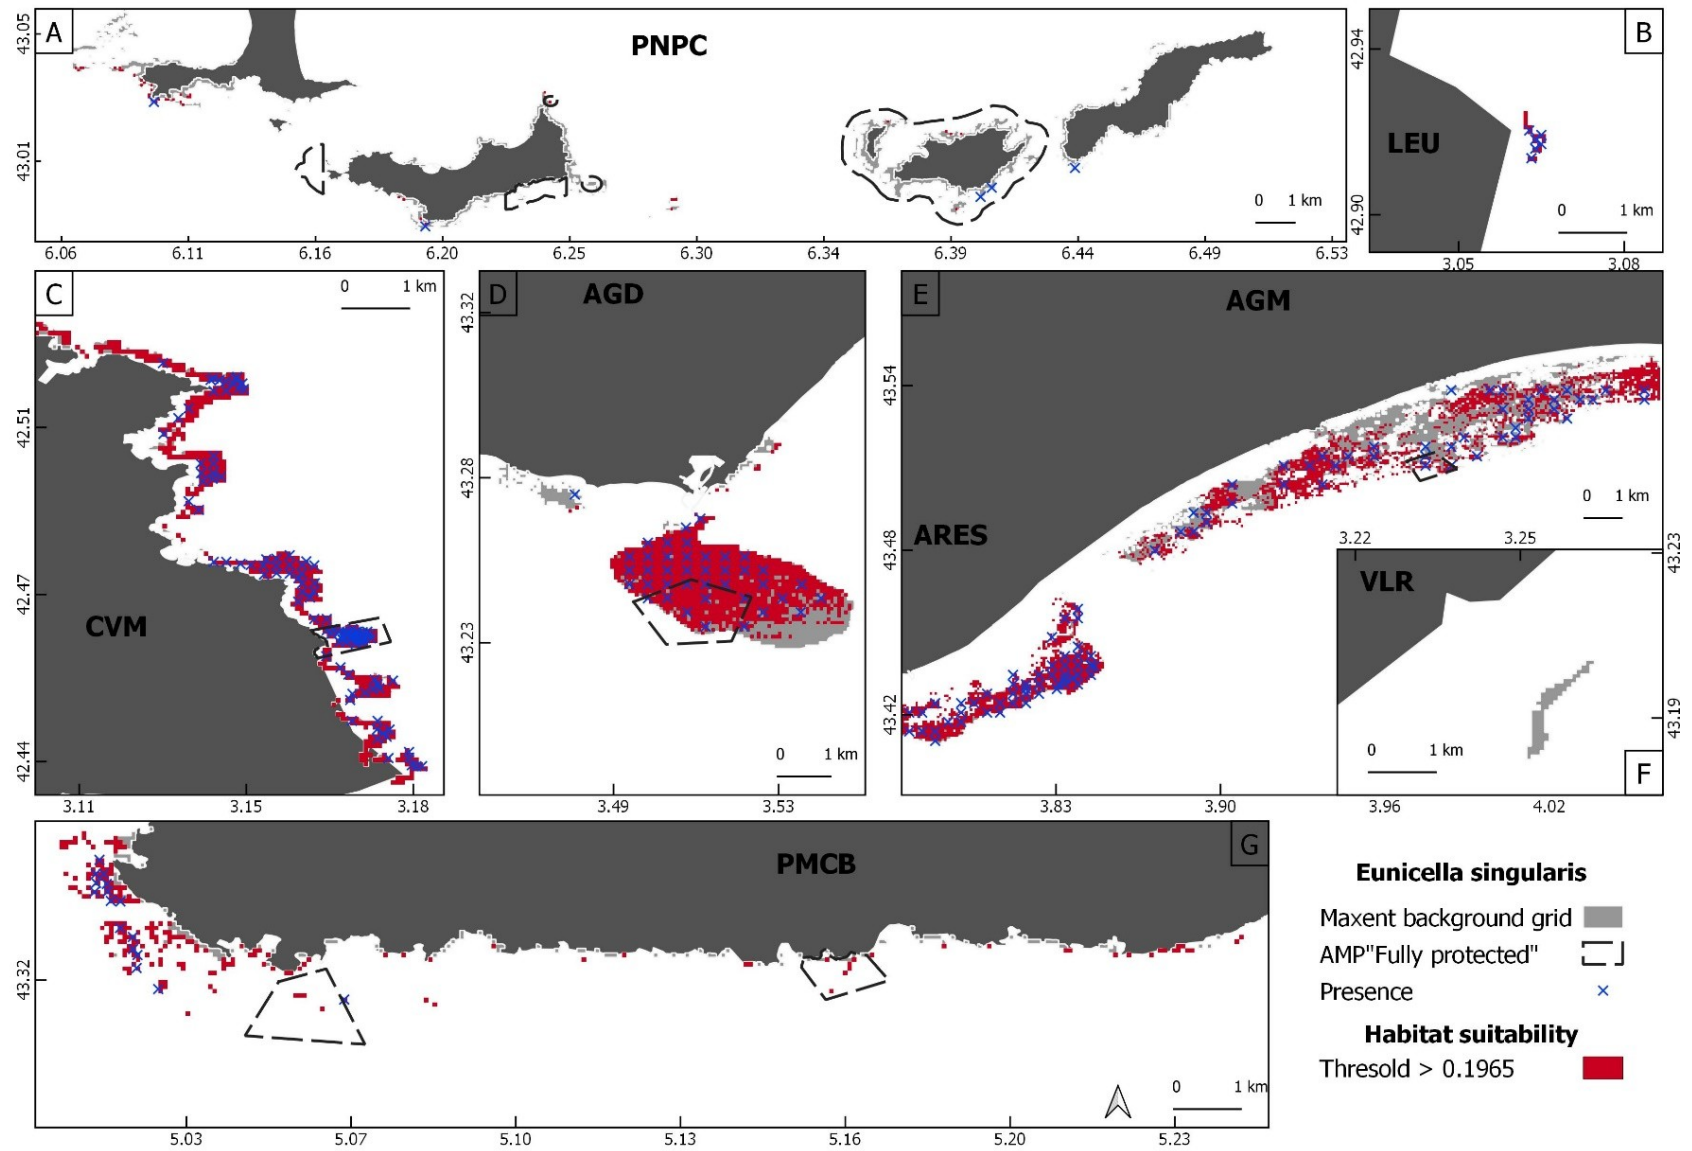 A
PNPC
43.05
43.01
0 1 km
6.06 6.11 6.16 6.20 6.25 6.30 6.34 6.39 6.44 6.49 6.53
B
LEU
42.94
42.90
0 1 km
3.05 3.08
C
0 1 km
42.51
42.47
CVM
42.44
3.11 3.15 3.18
D
AGD
43.32
43.28
43.23
0 1 km
3.49 3.53
E
AGM
43.54
ARES
43.48
43.42
0 1 km
3.83 3.90 3.96 4.02
3.22 3.25
VLR
43.23
43.19
0 1 km
F
PMCB
G
43.32
0 1 km
5.03 5.07 5.10 5.13 5.16 5.20 5.23
Eunicella singularis
Maxent background grid
AMP"Fully protected"
Presence
Habitat suitability
Thresold > 0.1965